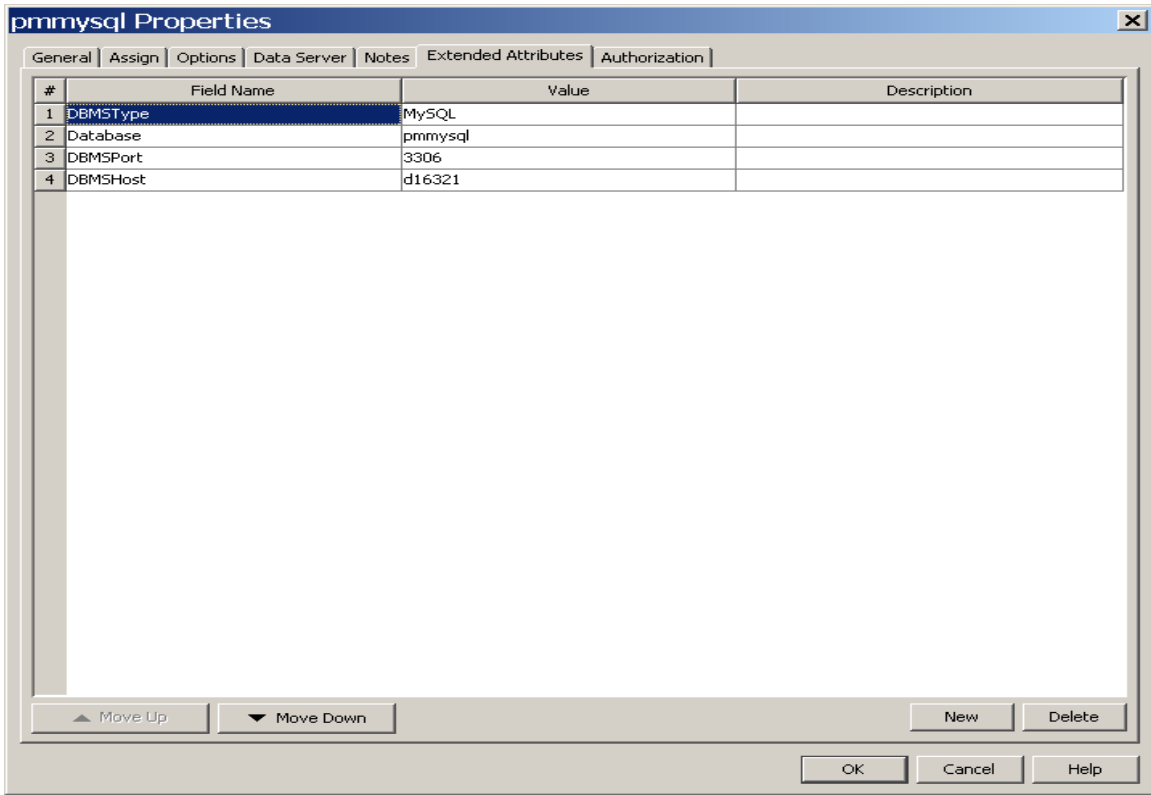 pmmysql Properties
General Assign Options Data Server Notes Extended Attributes Authorization
# Field Name Value Description
1 DBMSType MySQL
2 Database pmmysql
3 DBMSPort 3306
4 DBMSHost d16321
Move Up Move Down New Delete
OK Cancel Help